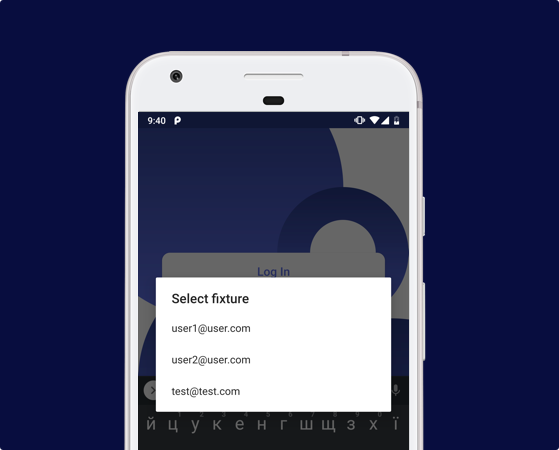 9:40
Log In
Select fixture
user1@user.com
user2@user.com
test@test.com
1 2 3 4 5 6 7 8 9 0
й ц у к е н г ш щ з х ї